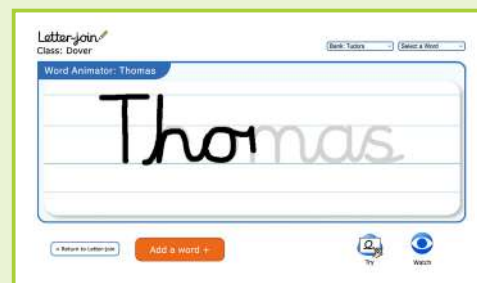 Letter-join
Class: Dover
Bank: Tudors
Select a Word
Word Animator: Thomas
Thomas
< Return to Letter-join
Add a word +
Try
Watch